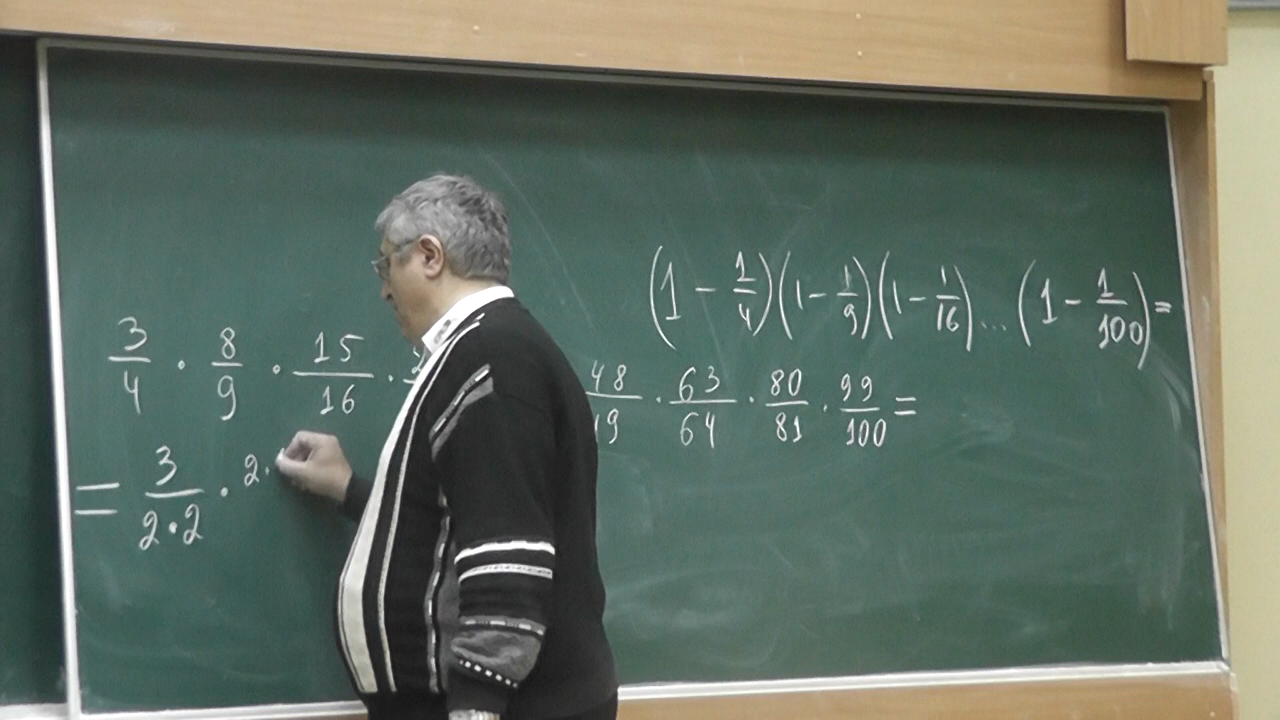 (1 - 1/4)(1 - 1/9)(1 - 1/16)...(1 - 1/100) =
3/4 · 8/9 · 15/16 · 48/ · 63/64 · 80/81 · 99/100 =
= 3/2·2 · 2·